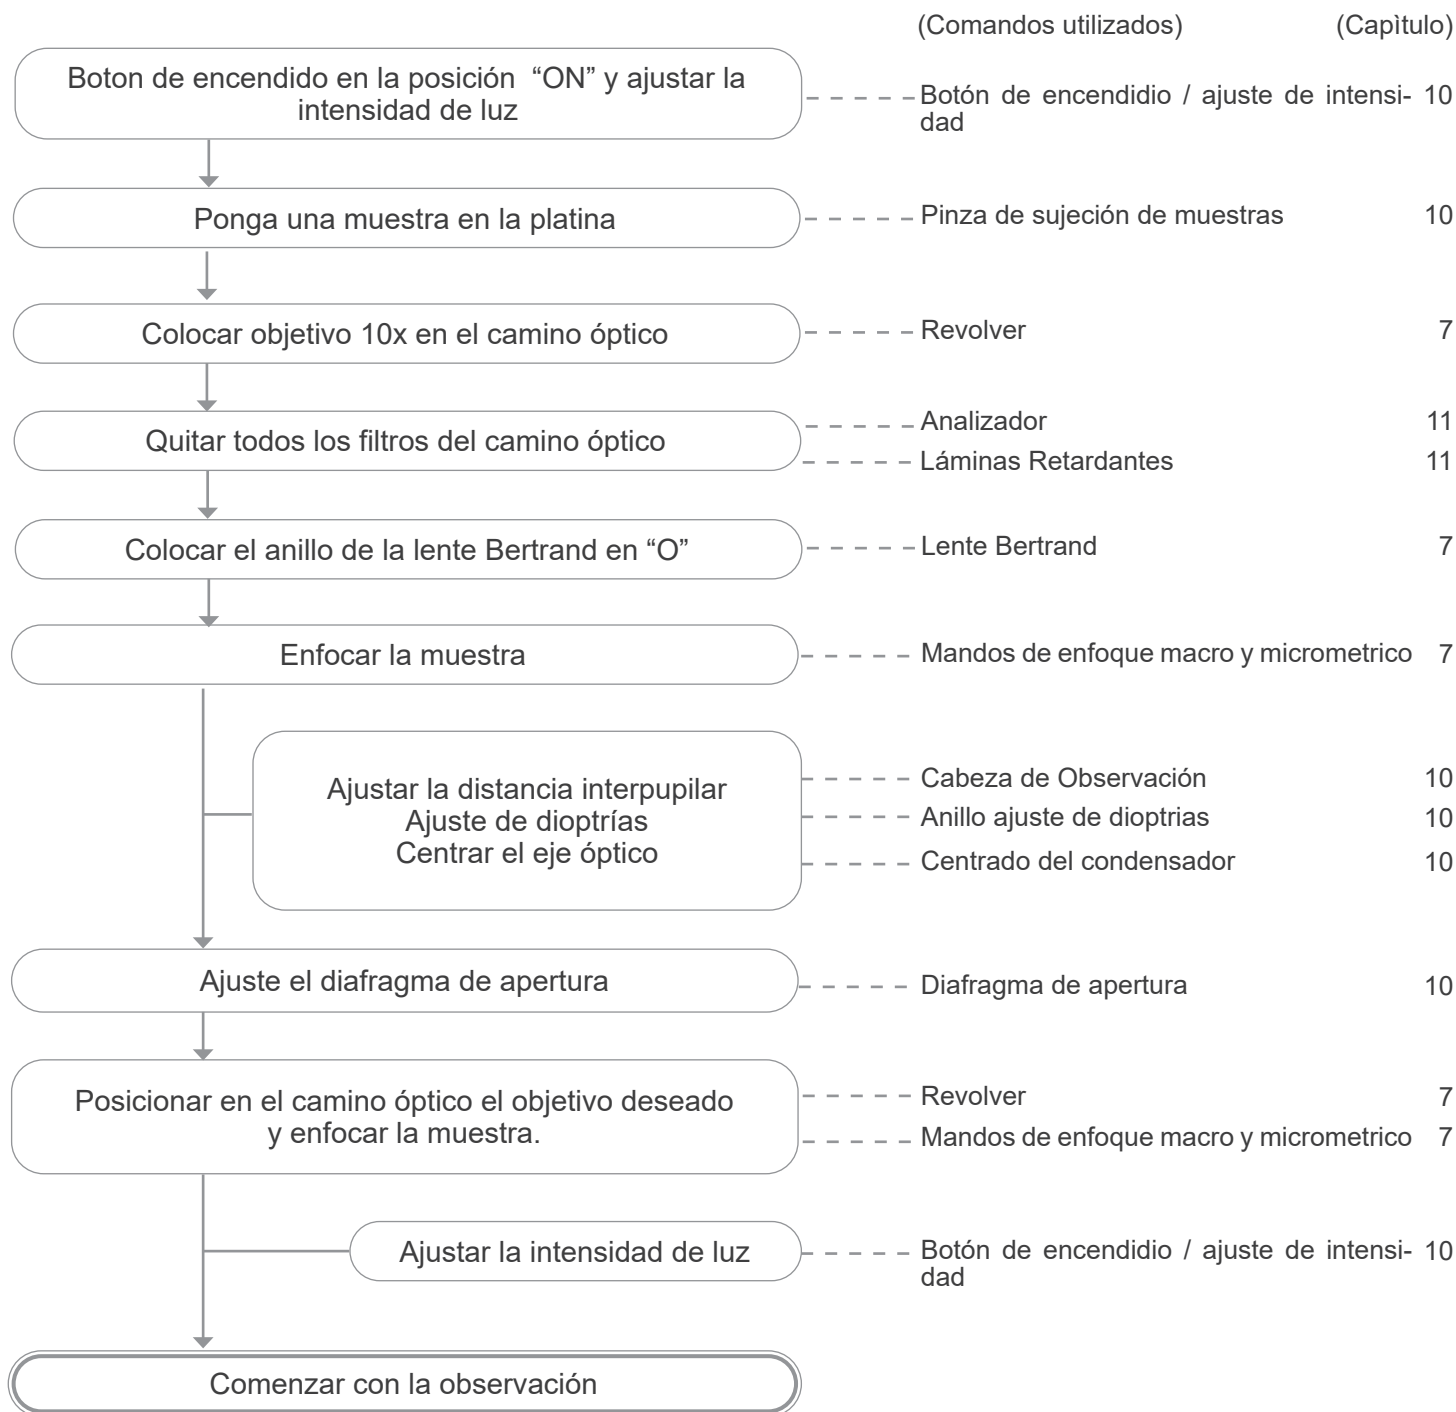 (Comandos utilizados) (Capìtulo)
Boton de encendido en la posición “ON” y ajustar la
intensidad de luz
Botón de encendidio / ajuste de intensi- 10
dad
Ponga una muestra en la platina
Pinza de sujeción de muestras 10
Colocar objetivo 10x en el camino óptico
Revolver 7
Quitar todos los filtros del camino óptico
Analizador 11
Láminas Retardantes 11
Colocar el anillo de la lente Bertrand en “O”
Lente Bertrand 7
Enfocar la muestra
Mandos de enfoque macro y micrometrico 7
Ajustar la distancia interpupilar
Ajuste de dioptrías
Centrar el eje óptico
Cabeza de Observación 10
Anillo ajuste de dioptrias 10
Centrado del condensador 10
Ajuste el diafragma de apertura
Diafragma de apertura 10
Posicionar en el camino óptico el objetivo deseado
y enfocar la muestra.
Revolver 7
Mandos de enfoque macro y micrometrico 7
Ajustar la intensidad de luz
Botón de encendidio / ajuste de intensi- 10
dad
Comenzar con la observación